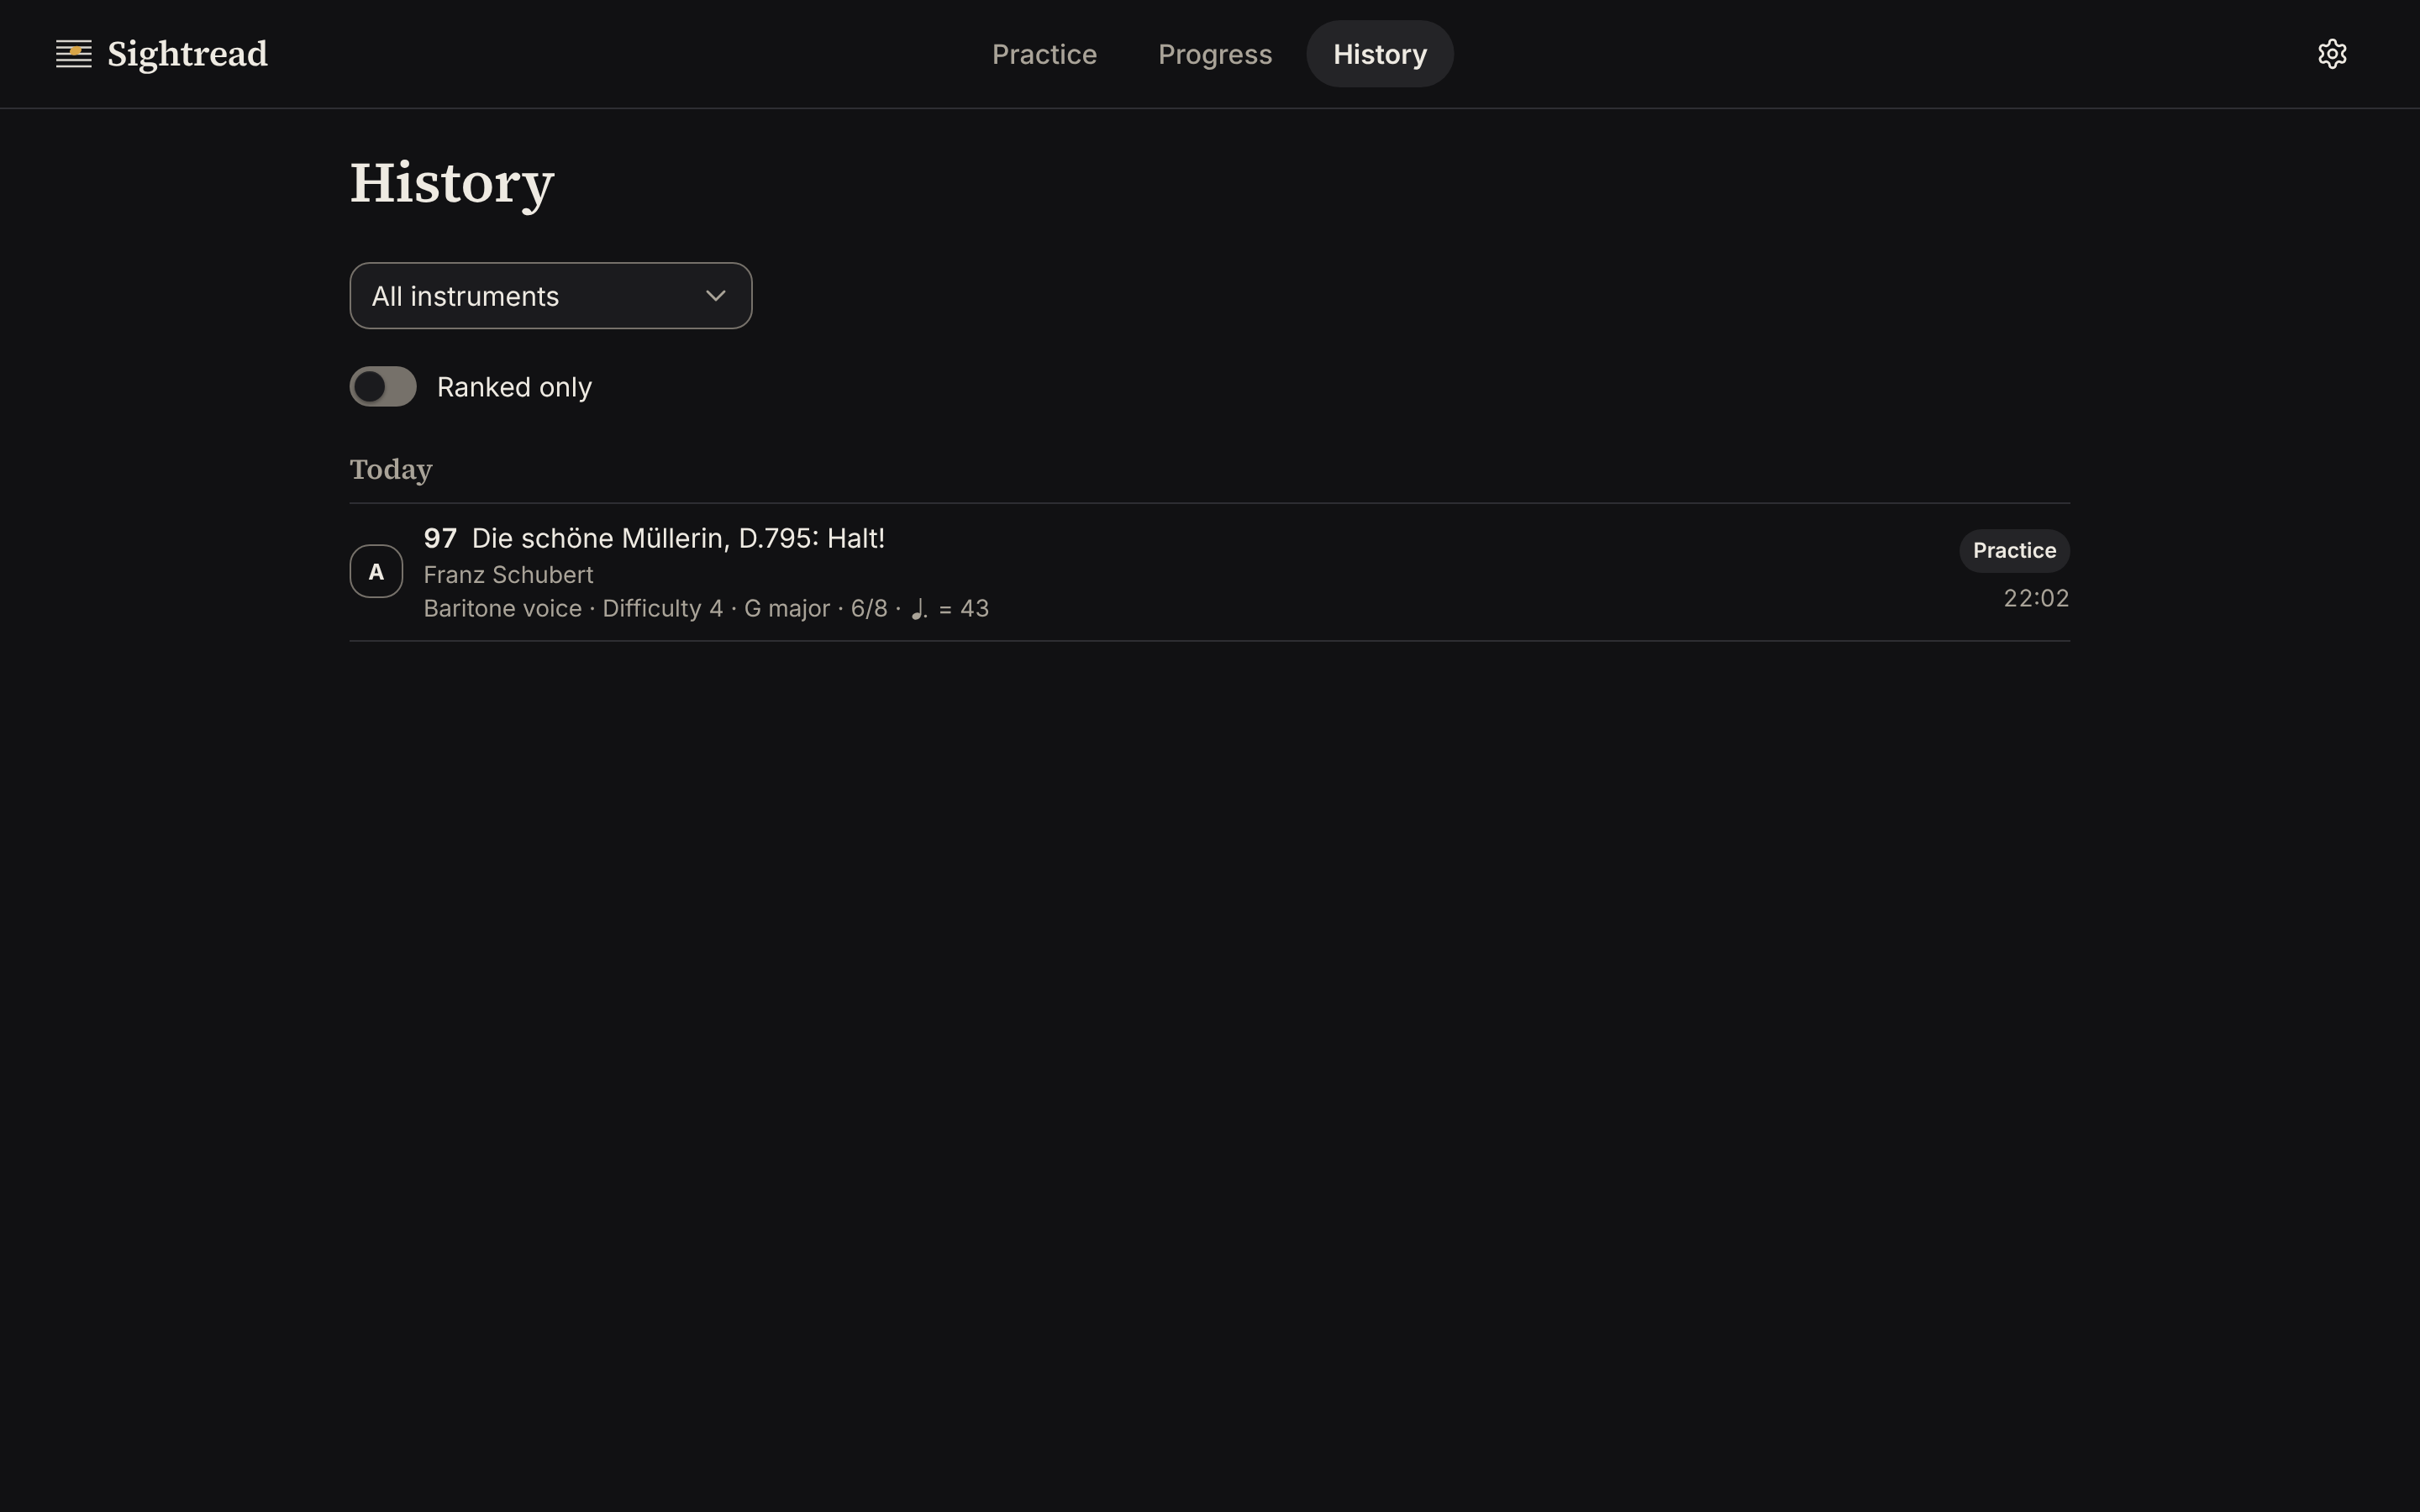 Sightread
Practice
Progress
History
History
All instruments
Ranked only
Today
A
97 Die schöne Müllerin, D.795: Halt!
Franz Schubert
Baritone voice · Difficulty 4 · G major · 6/8 · ♩. = 43
Practice
22:02